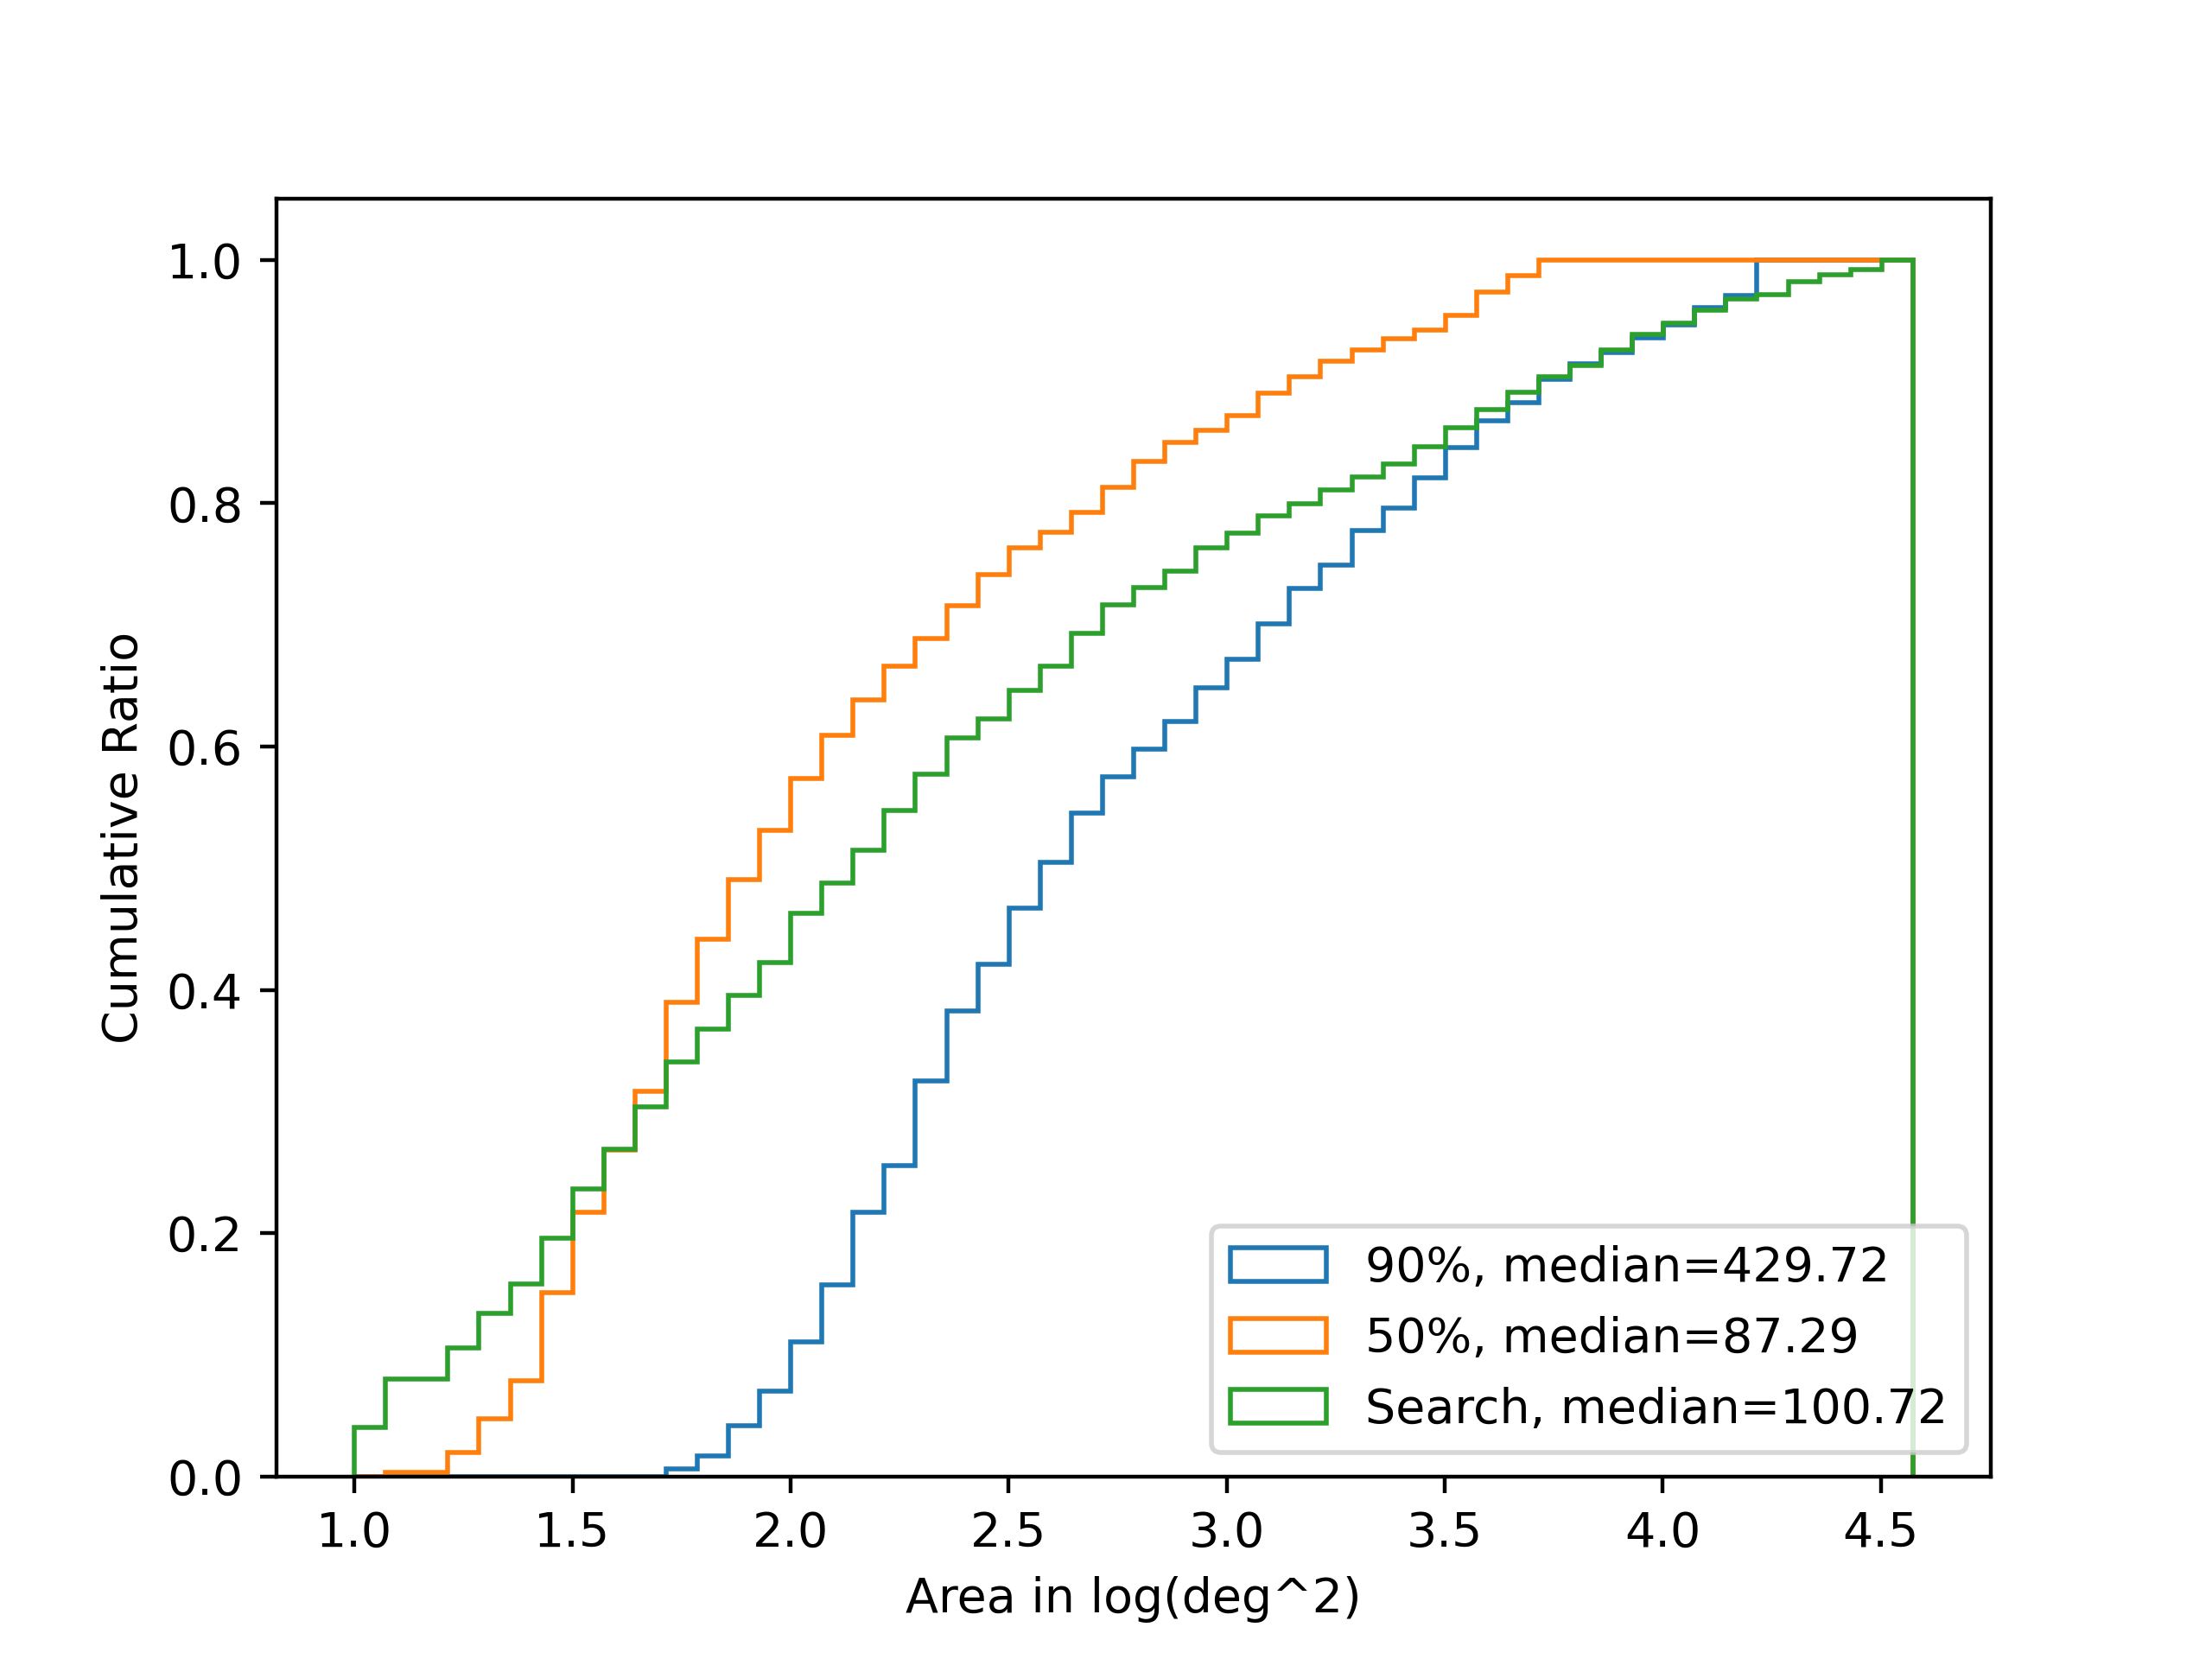 1.0
0.8
0.6
0.4
0.2
0.0
Cumulative Ratio
90%, median=429.72
50%, median=87.29
Search, median=100.72
1.0 1.5 2.0 2.5 3.0 3.5 4.0 4.5
Area in log(deg^2)